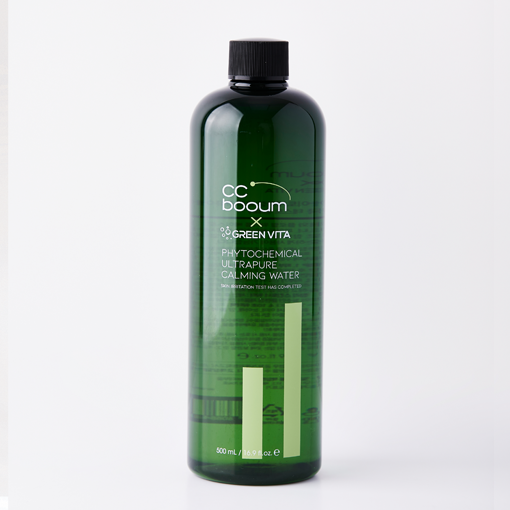 CC
booum
X
GREEN VITA
PHYTOCHEMICAL
ULTRAPURE
CALMING WATER
SKIN IRRITATION TEST HAS COMPLETED
500 mL / 16.9 fl.oz. ℮